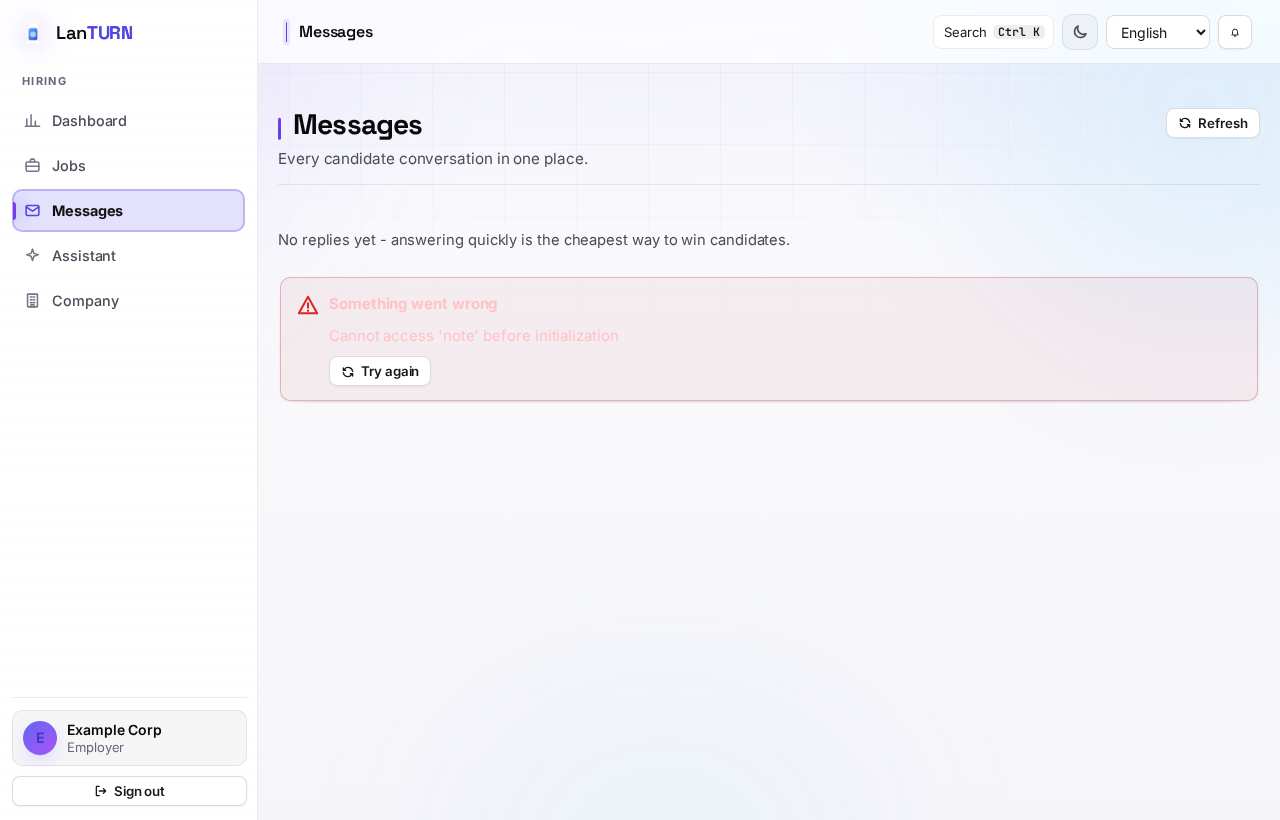 LanTURN
HIRING
Dashboard
Jobs
Messages
Assistant
Company
Example Corp
E
Employer
Sign out
Messages
Search Ctrl K
English
Messages
Refresh
Every candidate conversation in one place.
No replies yet - answering quickly is the cheapest way to win candidates.
Something went wrong
Cannot access 'note' before initialization
Try again